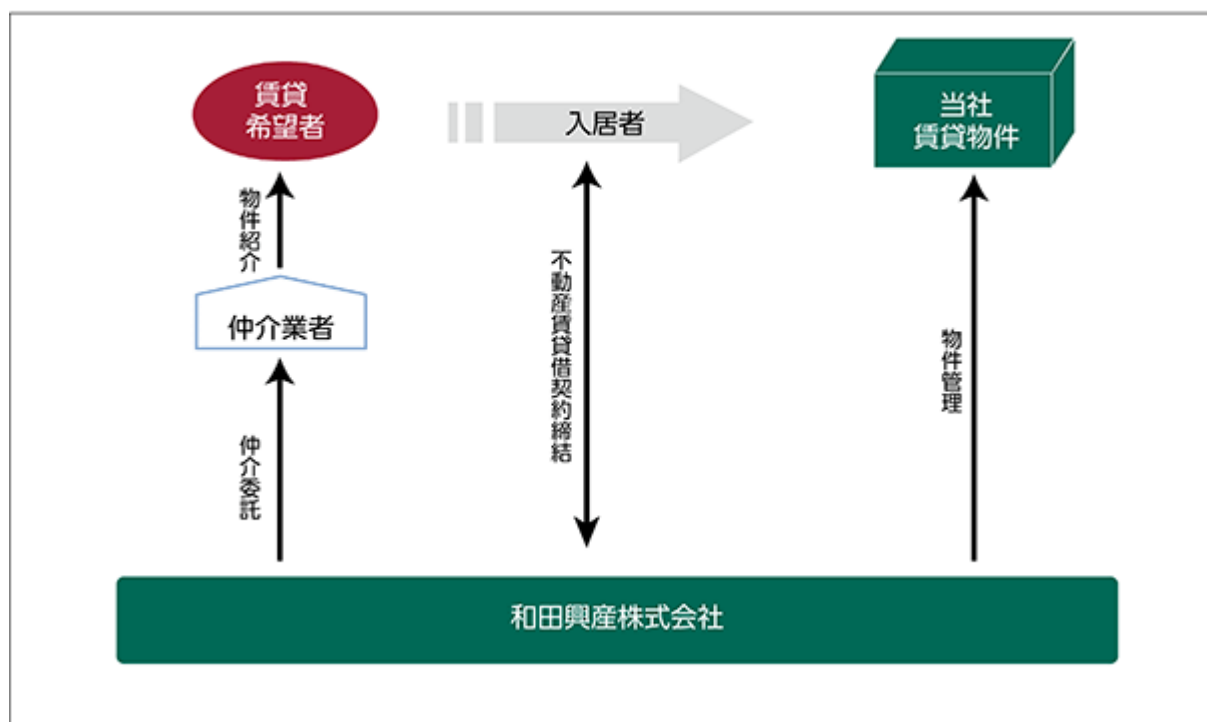 賃貸
希望者
入居者
当社
賃貸物件
物件紹介
仲介業者
仲介委託
不動産賃貸借契約締結
物件管理
和田興産株式会社